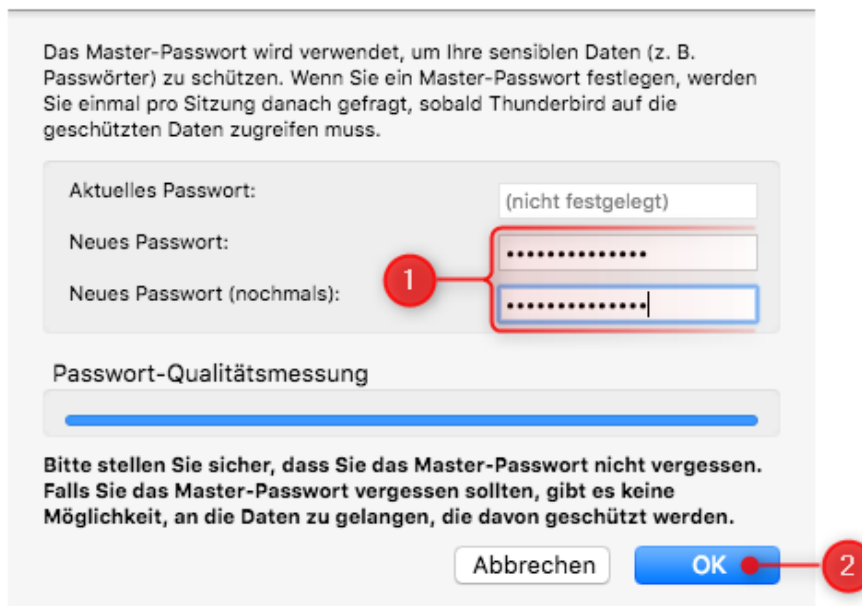 Das Master-Passwort wird verwendet, um Ihre sensiblen Daten (z. B.
Passwörter) zu schützen. Wenn Sie ein Master-Passwort festlegen, werden
Sie einmal pro Sitzung danach gefragt, sobald Thunderbird auf die
geschützten Daten zugreifen muss.
Aktuelles Passwort:
(nicht festgelegt)
Neues Passwort:
••••••••••••••
1
Neues Passwort (nochmals):
••••••••••••••
Passwort-Qualitätsmessung
Bitte stellen Sie sicher, dass Sie das Master-Passwort nicht vergessen.
Falls Sie das Master-Passwort vergessen sollten, gibt es keine
Möglichkeit, an die Daten zu gelangen, die davon geschützt werden.
Abbrechen
OK
2